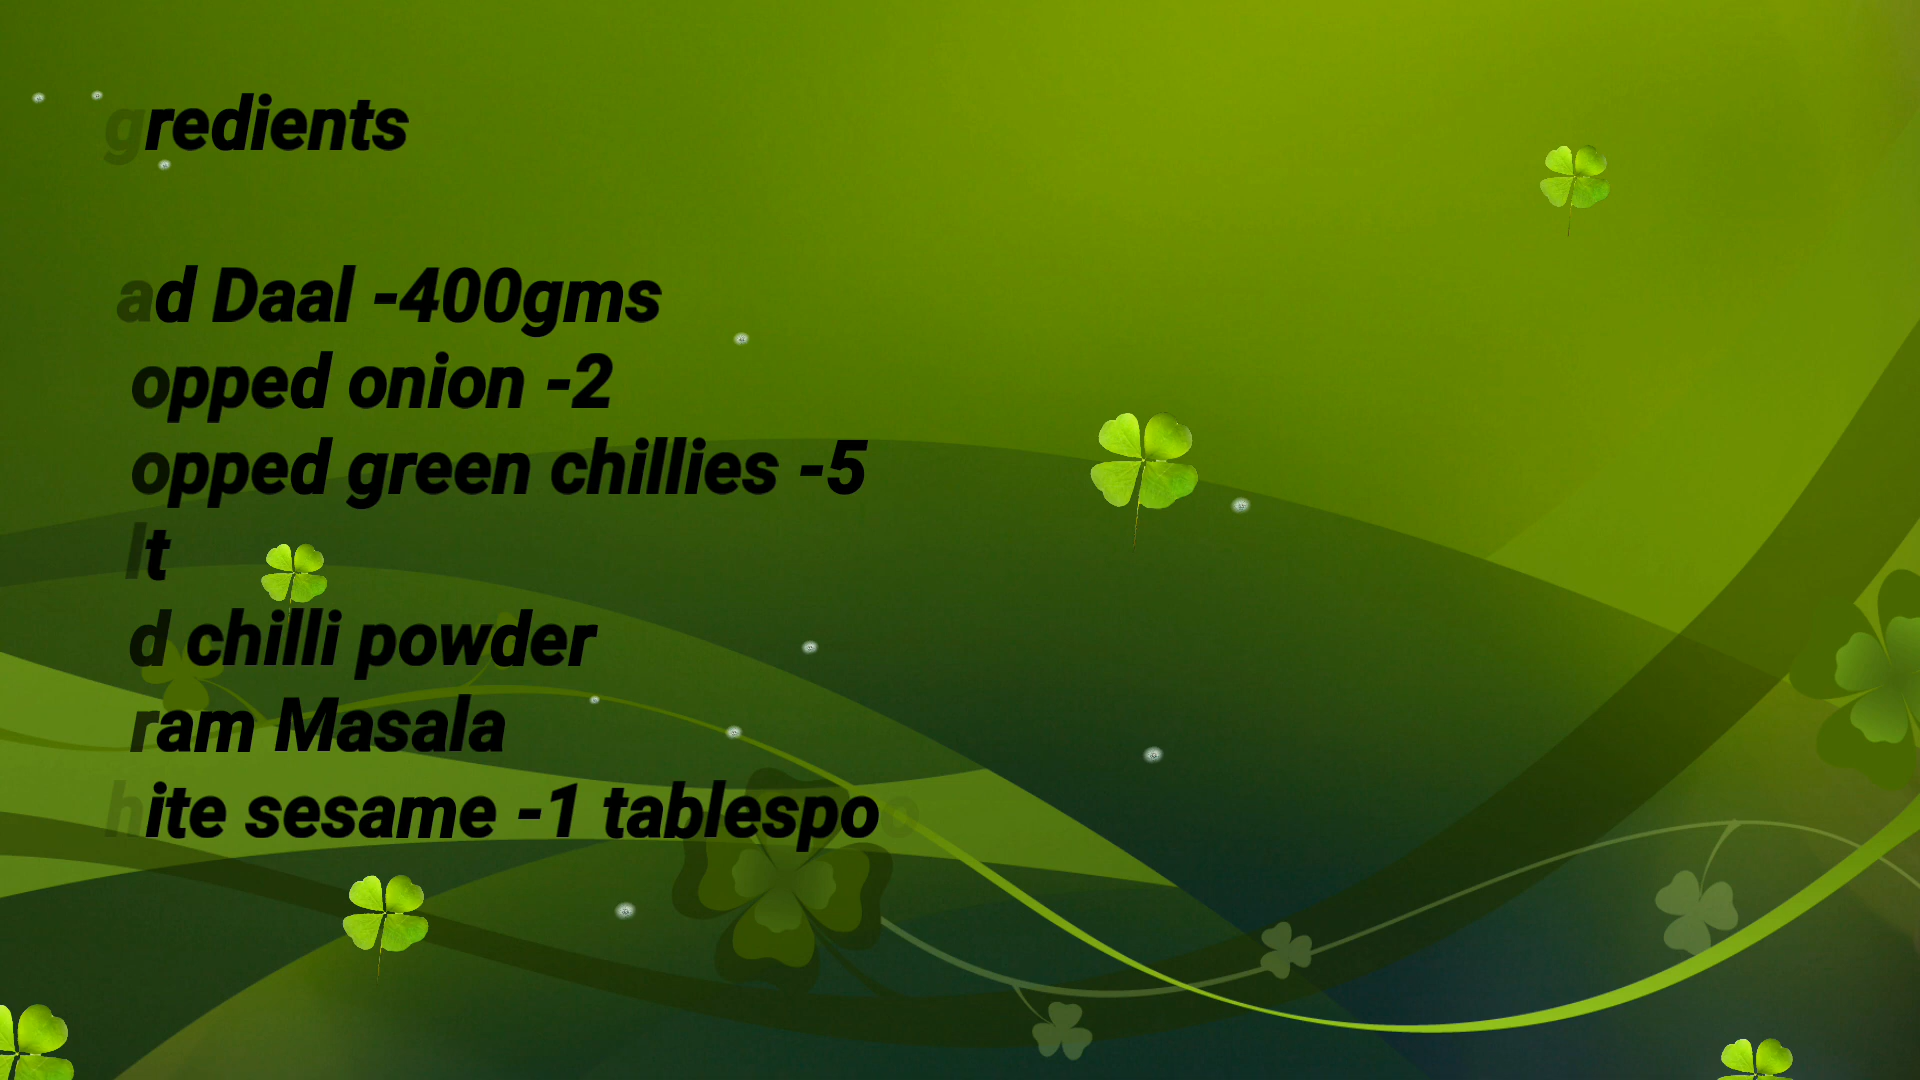 gredients
ad Daal -400gms
opped onion -2
opped green chillies -5
lt
d chilli powder
ram Masala
hite sesame -1 tablespoo